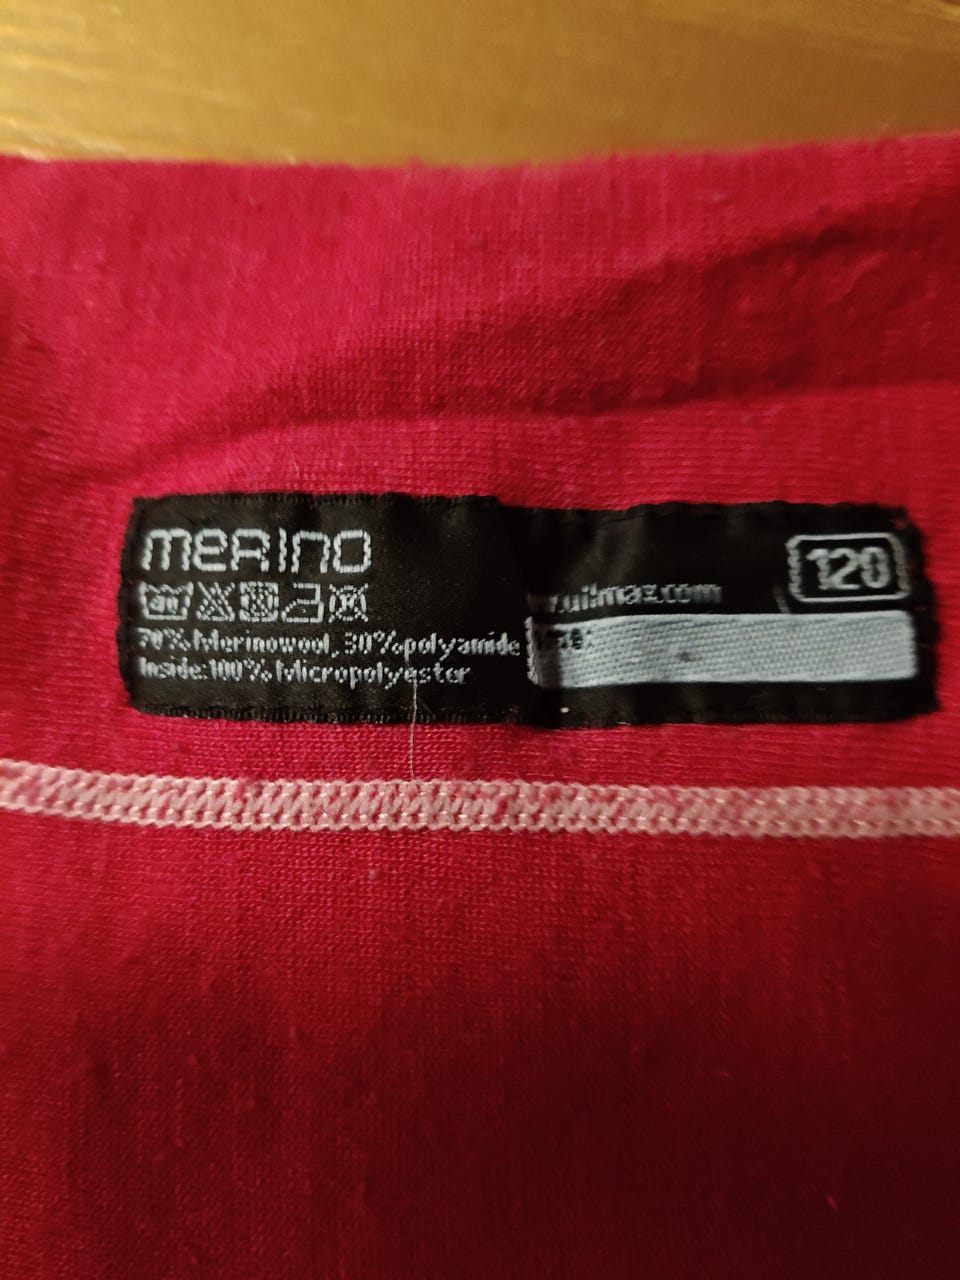 MERINO
120
70% Merinowool, 30% polyamide
Inside: 100% Micropolyester